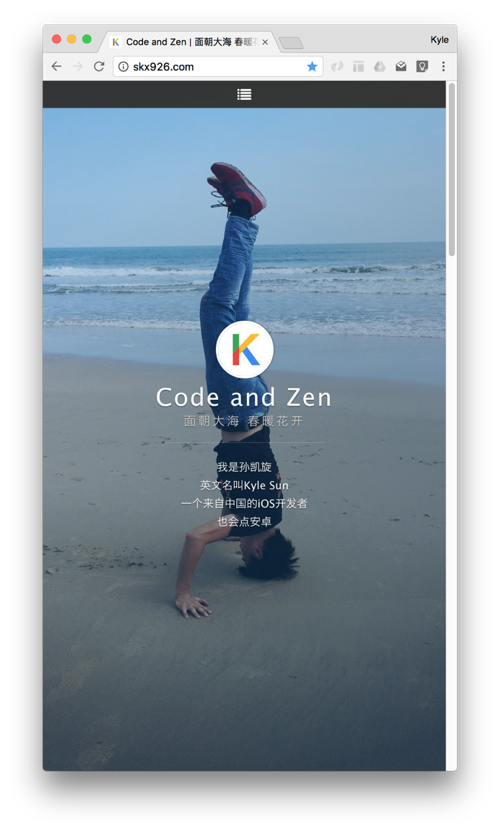 Code and Zen | 面朝大海 春暖花
Kyle
skx926.com
K
Code and Zen
面朝大海 春暖花开
我是孙凯旋
英文名叫Kyle Sun
一个来自中国的iOS开发者
也会点安卓